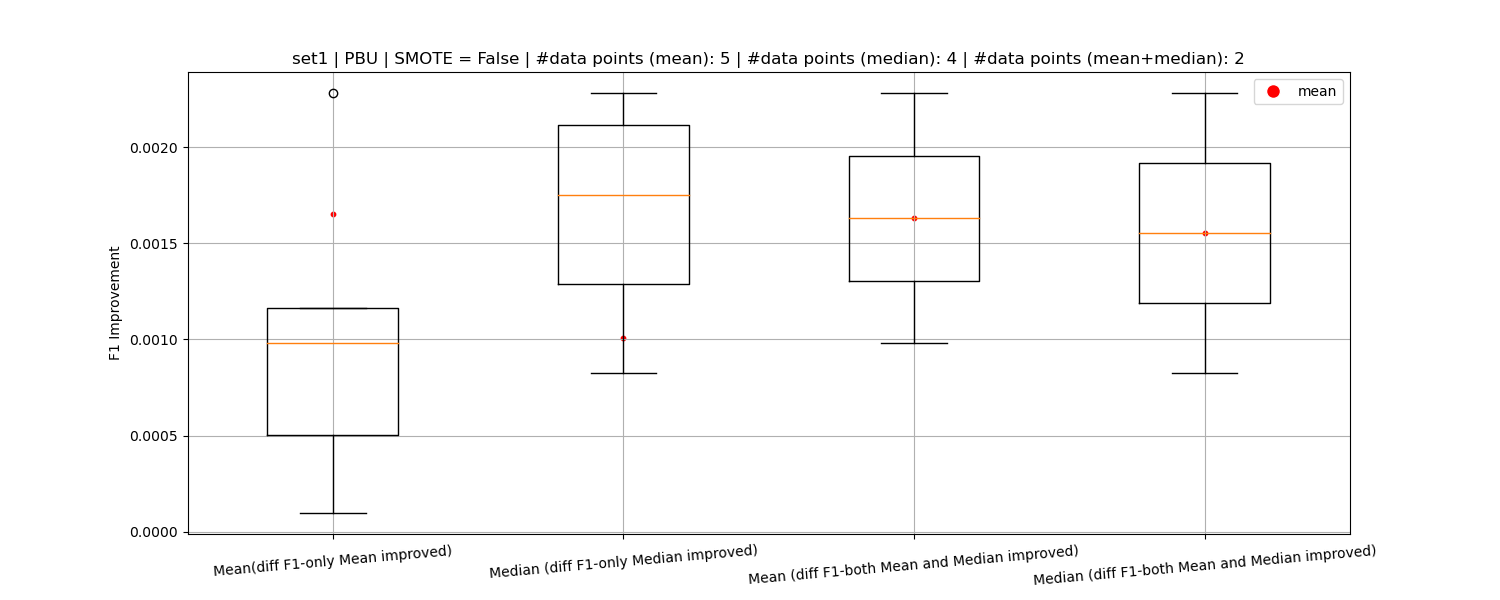 set1 | PBU | SMOTE = False | #data points (mean): 5 | #data points (median): 4 | #data points (mean+median): 2
mean
0.0020
0.0015
0.0010
0.0005
0.0000
F1 Improvement
Mean(diff F1-only Mean improved)
Median (diff F1-only Median improved)
Mean (diff F1-both Mean and Median improved)
Median (diff F1-both Mean and Median improved)